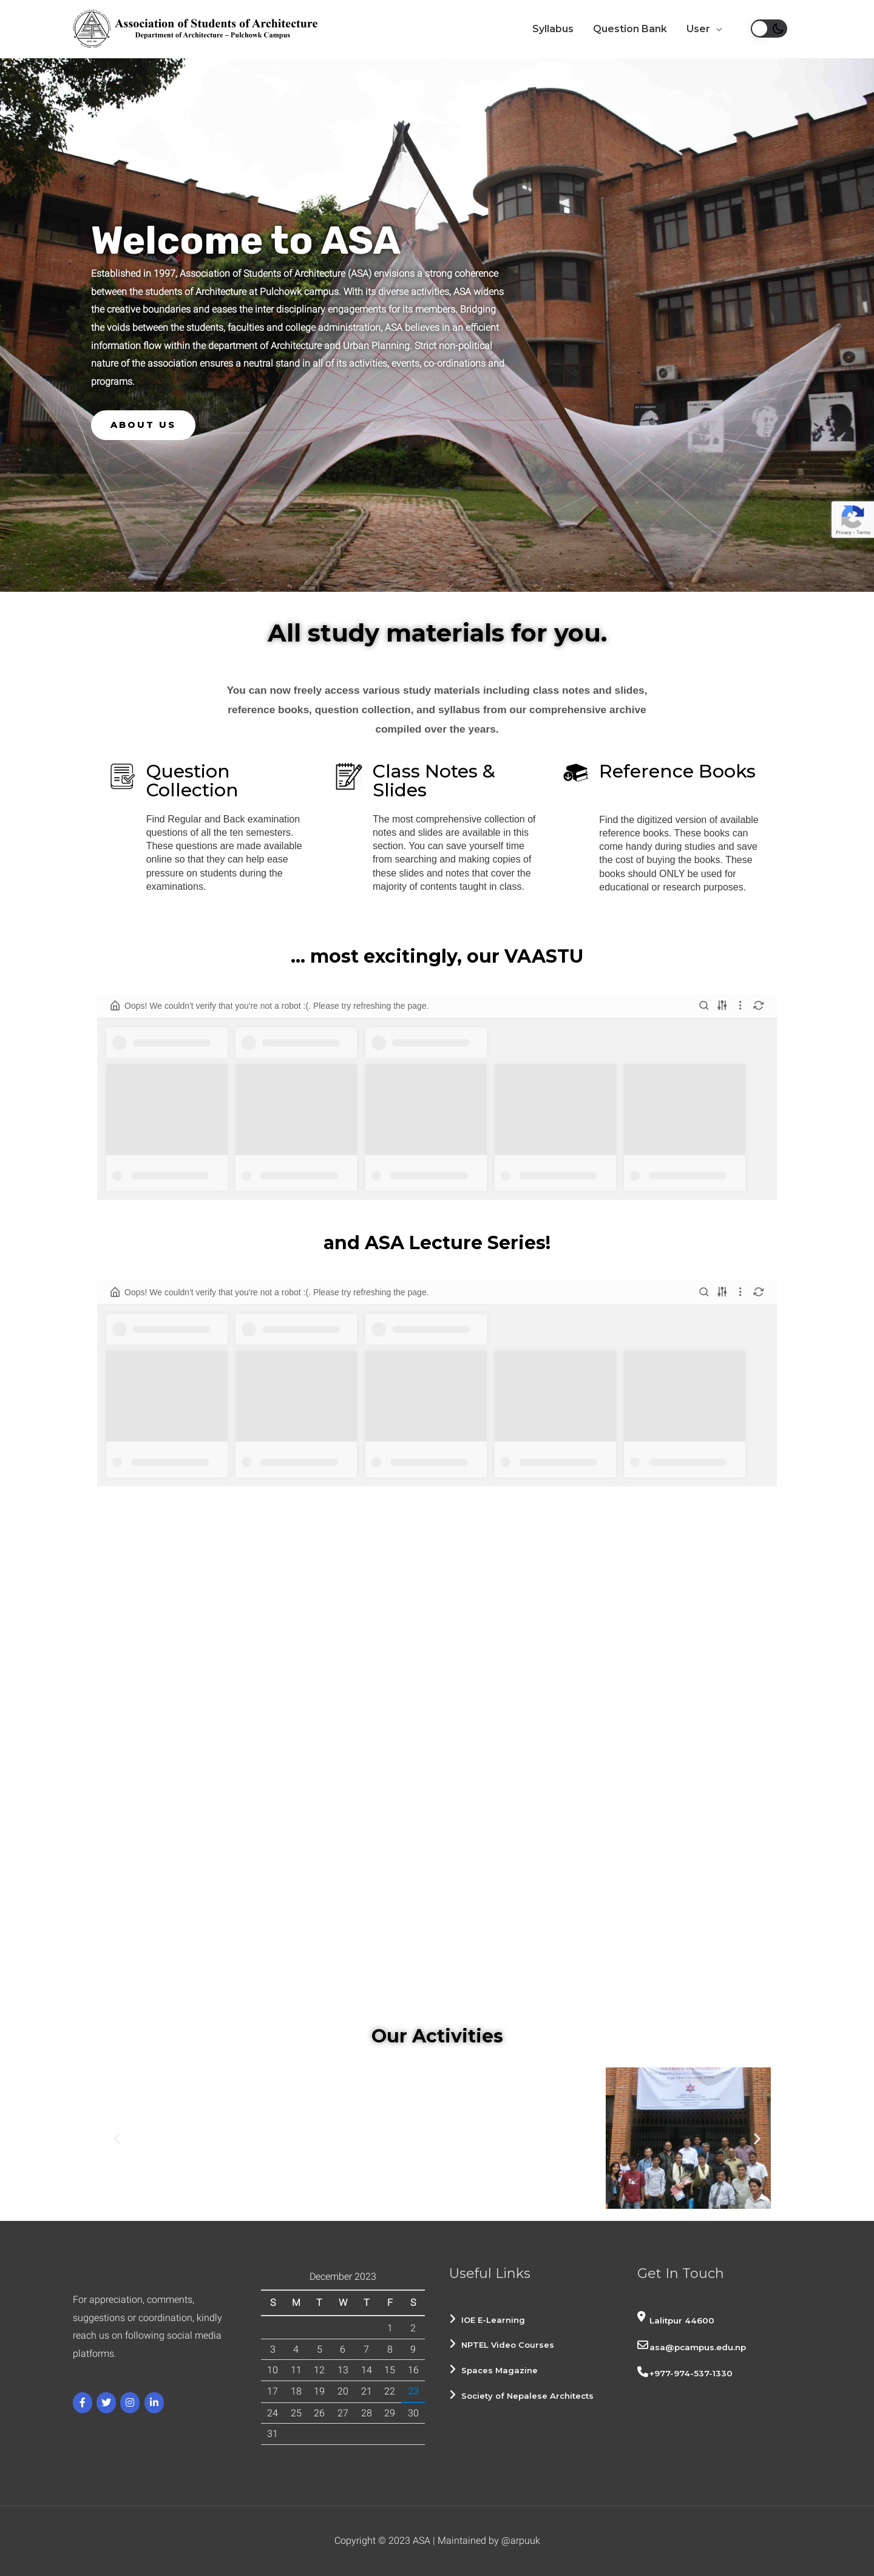 Association of Students of Architecture
Department of Architecture – Pulchowk Campus
Syllabus
Question Bank
User
Welcome to ASA
Established in 1997, Association of Students of Architecture (ASA) envisions a strong coherence
between the students of Architecture at Pulchowk campus. With its diverse activities, ASA widens
the creative boundaries and eases the inter disciplinary engagements for its members. Bridging
the voids between the students, faculties and college administration, ASA believes in an efficient
information flow within the department of Architecture and Urban Planning. Strict non-political
nature of the association ensures a neutral stand in all of its activities, events, co-ordinations and
programs.
ABOUT US
Privacy - Terms
All study materials for you.
You can now freely access various study materials including class notes and slides,
reference books, question collection, and syllabus from our comprehensive archive
compiled over the years.
Question
Collection
Find Regular and Back examination
questions of all the ten semesters.
These questions are made available
online so that they can help ease
pressure on students during the
examinations.
Class Notes &
Slides
The most comprehensive collection of
notes and slides are available in this
section. You can save yourself time
from searching and making copies of
these slides and notes that cover the
majority of contents taught in class.
Reference Books
Find the digitized version of available
reference books. These books can
come handy during studies and save
the cost of buying the books. These
books should ONLY be used for
educational or research purposes.
... most excitingly, our VAASTU
Oops! We couldn't verify that you're not a robot :(. Please try refreshing the page.
and ASA Lecture Series!
Oops! We couldn't verify that you're not a robot :(. Please try refreshing the page.
Our Activities
For appreciation, comments,
suggestions or coordination, kindly
reach us on following social media
platforms.
December 2023
S M T W T F S
1 2
3 4 5 6 7 8 9
10 11 12 13 14 15 16
17 18 19 20 21 22 23
24 25 26 27 28 29 30
31
Useful Links
IOE E-Learning
NPTEL Video Courses
Spaces Magazine
Society of Nepalese Architects
Get In Touch
Lalitpur 44600
asa@pcampus.edu.np
+977-974-537-1330
Copyright © 2023 ASA | Maintained by @arpuuk